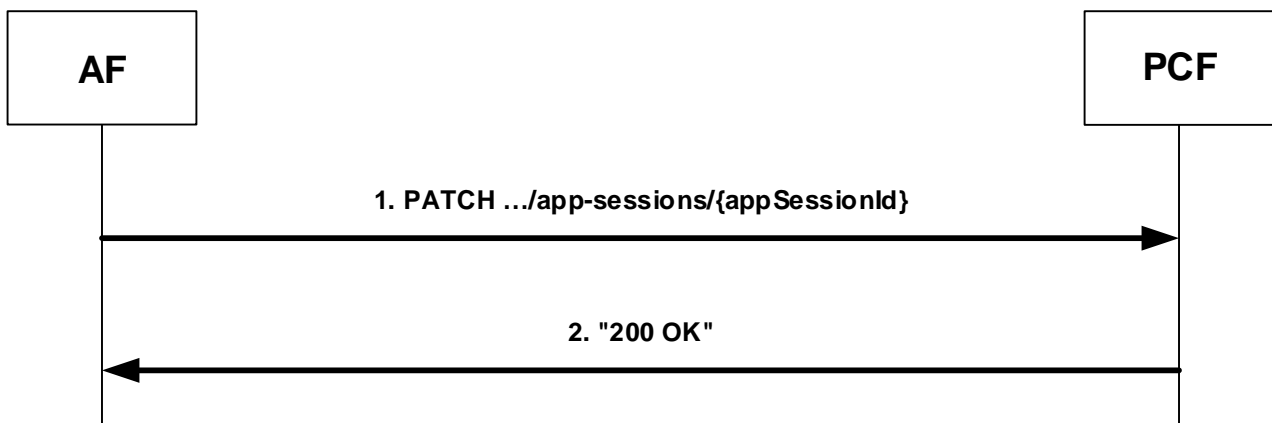 AF
PCF
1. PATCH …/app-sessions/{appSessionId}
2. "200 OK"